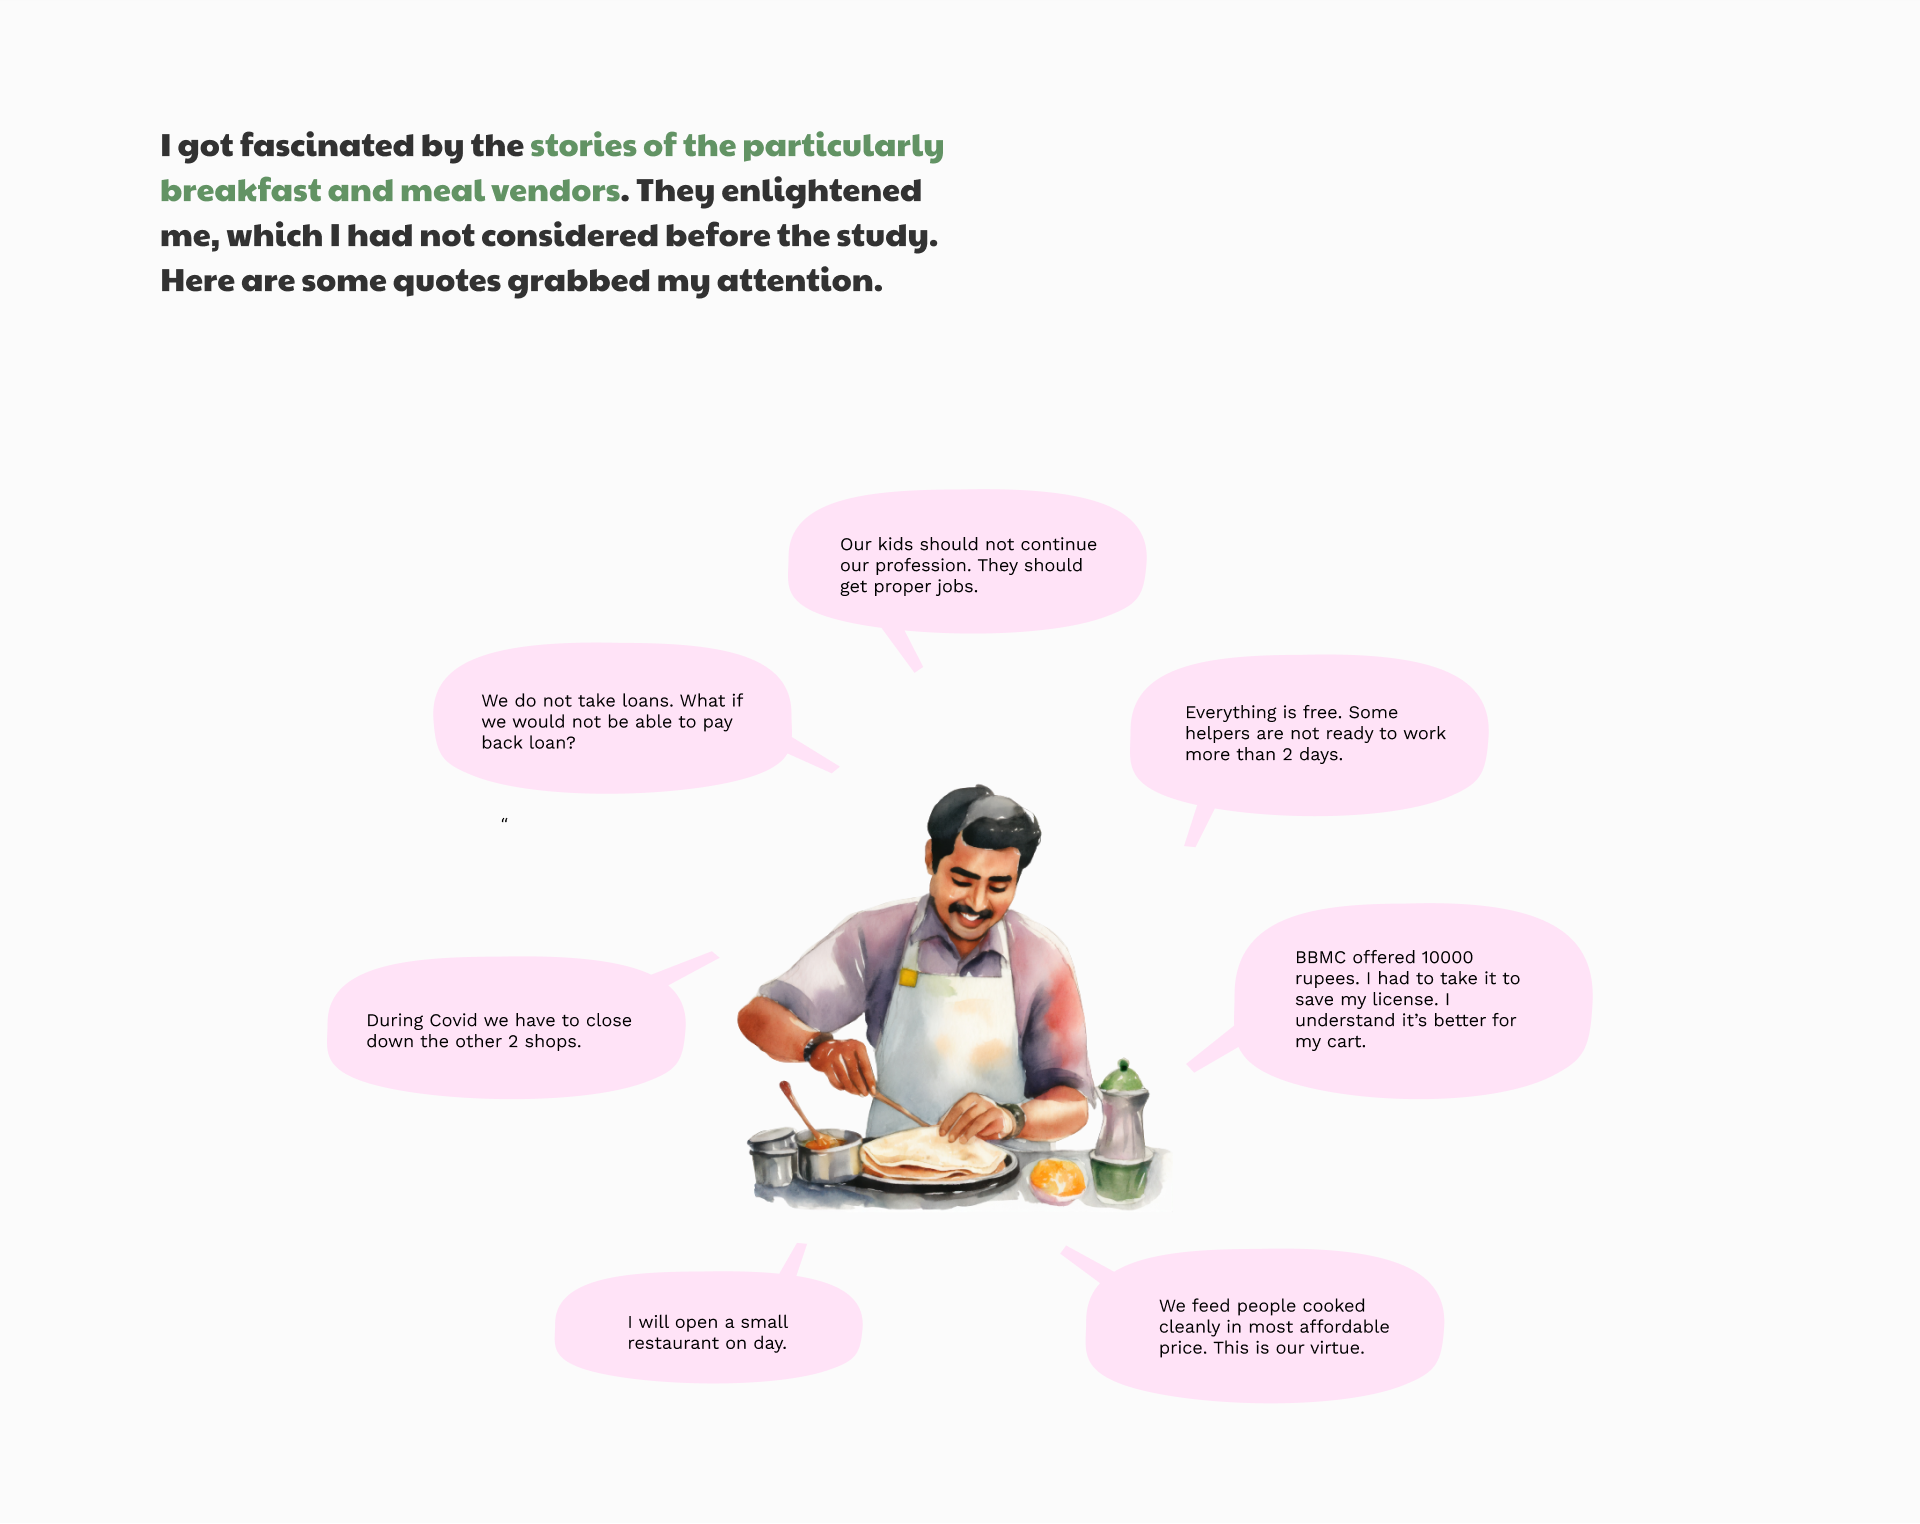 I got fascinated by the stories of the particularly
breakfast and meal vendors. They enlightened
me, which I had not considered before the study.
Here are some quotes grabbed my attention.
Our kids should not continue
our profession. They should
get proper jobs.
We do not take loans. What if
we would not be able to pay
back loan?
Everything is free. Some
helpers are not ready to work
more than 2 days.
“
BBMC offered 10000
rupees. I had to take it to
save my license. I
understand it’s better for
my cart.
During Covid we have to close
down the other 2 shops.
I will open a small
restaurant on day.
We feed people cooked
cleanly in most affordable
price. This is our virtue.